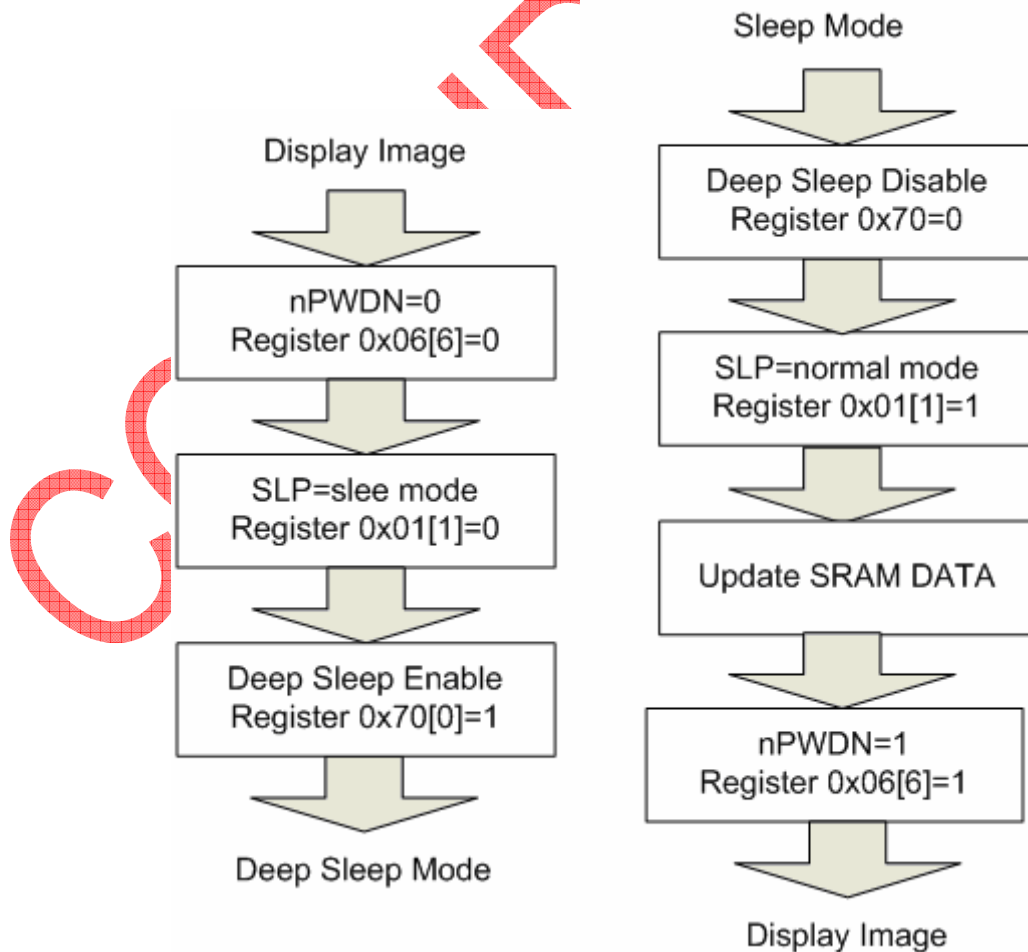 Display Image
nPWDN=0
Register 0x06[6]=0
SLP=slee mode
Register 0x01[1]=0
Deep Sleep Enable
Register 0x70[0]=1
Deep Sleep Mode
Sleep Mode
Deep Sleep Disable
Register 0x70=0
SLP=normal mode
Register 0x01[1]=1
Update SRAM DATA
nPWDN=1
Register 0x06[6]=1
Display Image